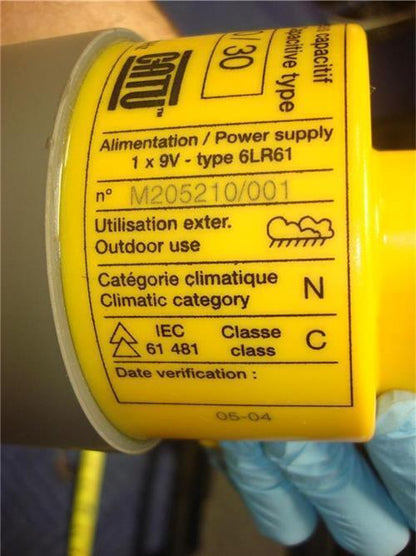 capacitif
capacitive type
/ 30
CATU™
Alimentation / Power supply
1 x 9V - type 6LR61
n° M205210/001
Utilisation exter.
Outdoor use
Catégorie climatique
Climatic category
N
IEC
61 481
Classe
class
C
Date verification :
05-04